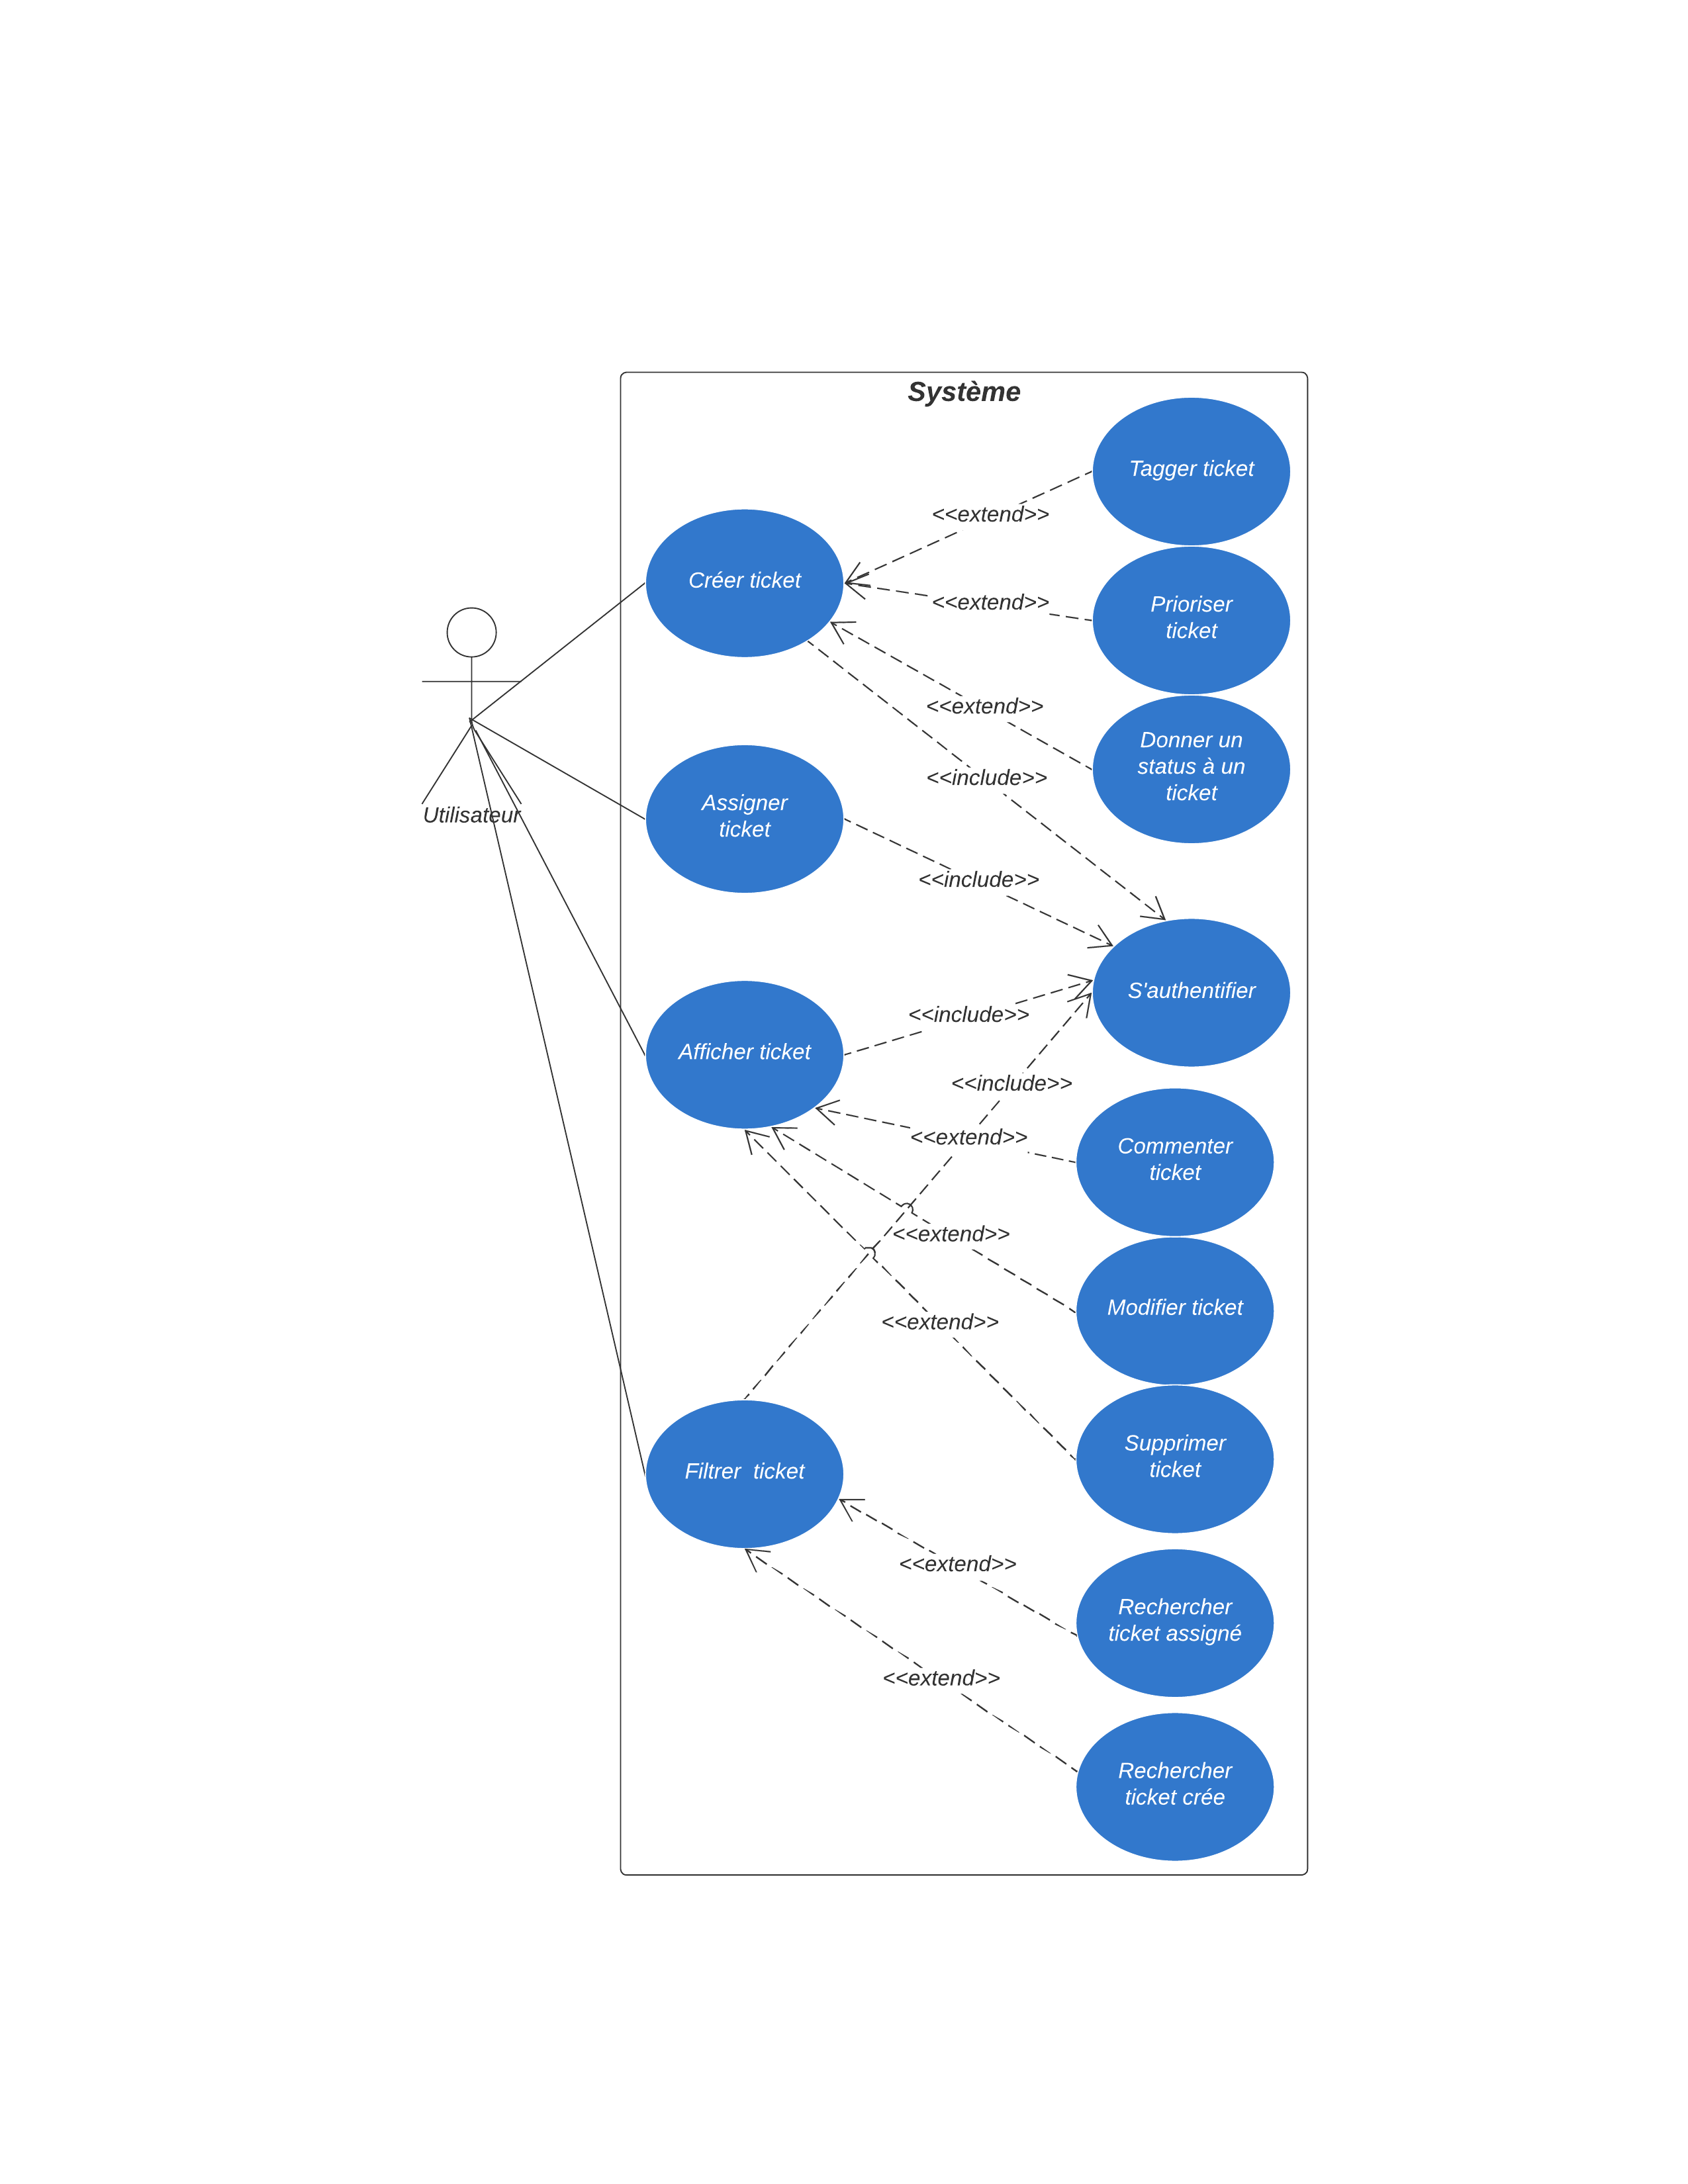 Système
Tagger ticket
<<extend>>
Créer ticket
<<extend>>
Prioriser
ticket
<<extend>>
Donner un
status à un
ticket
<<include>>
Utilisateur
Assigner
ticket
<<include>>
S'authentifier
<<include>>
Afficher ticket
<<include>>
<<extend>>
Commenter
ticket
<<extend>>
Modifier ticket
<<extend>>
Supprimer
ticket
Filtrer  ticket
<<extend>>
Rechercher
ticket assigné
<<extend>>
Rechercher
ticket crée